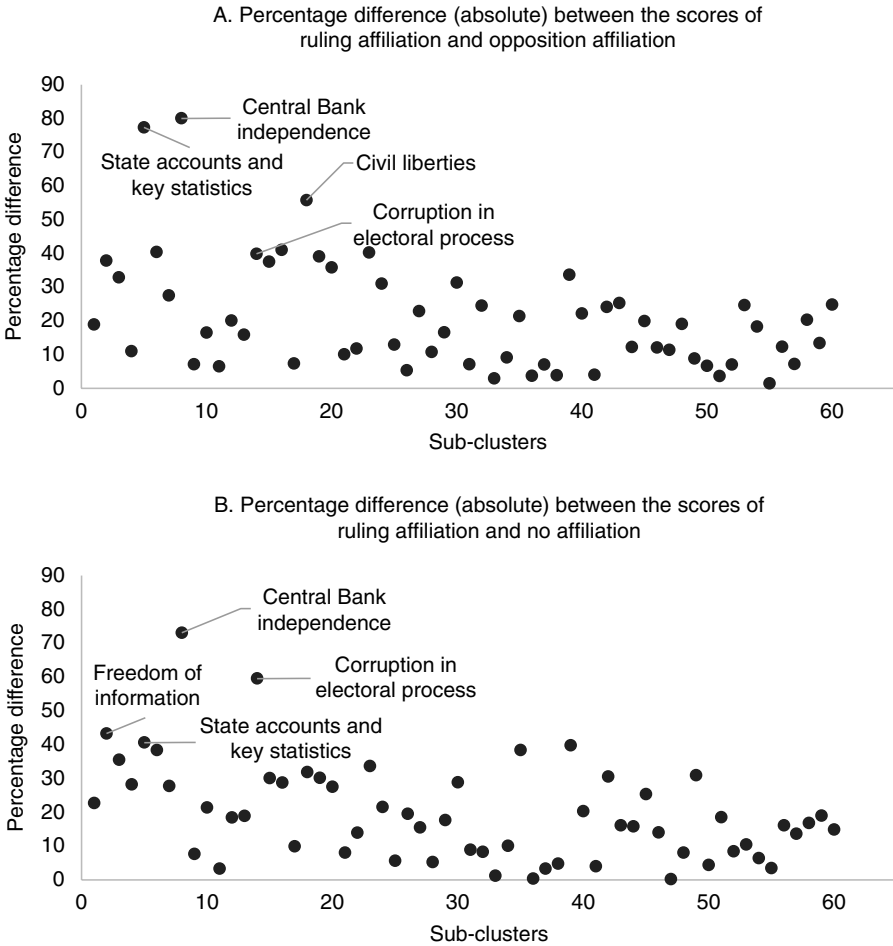 A. Percentage difference (absolute) between the scores of
ruling affiliation and opposition affiliation
90
80
70
60
50
40
30
20
10
0
Percentage difference
Central Bank
independence
State accounts and
key statistics
Civil liberties
Corruption in
electoral process
0 10 20 30 40 50 60
Sub-clusters
B. Percentage difference (absolute) between the scores of
ruling affiliation and no affiliation
90
80
70
60
50
40
30
20
10
0
Percentage difference
Central Bank
independence
Corruption in
electoral process
Freedom of
information
State accounts and
key statistics
0 10 20 30 40 50 60
Sub-clusters